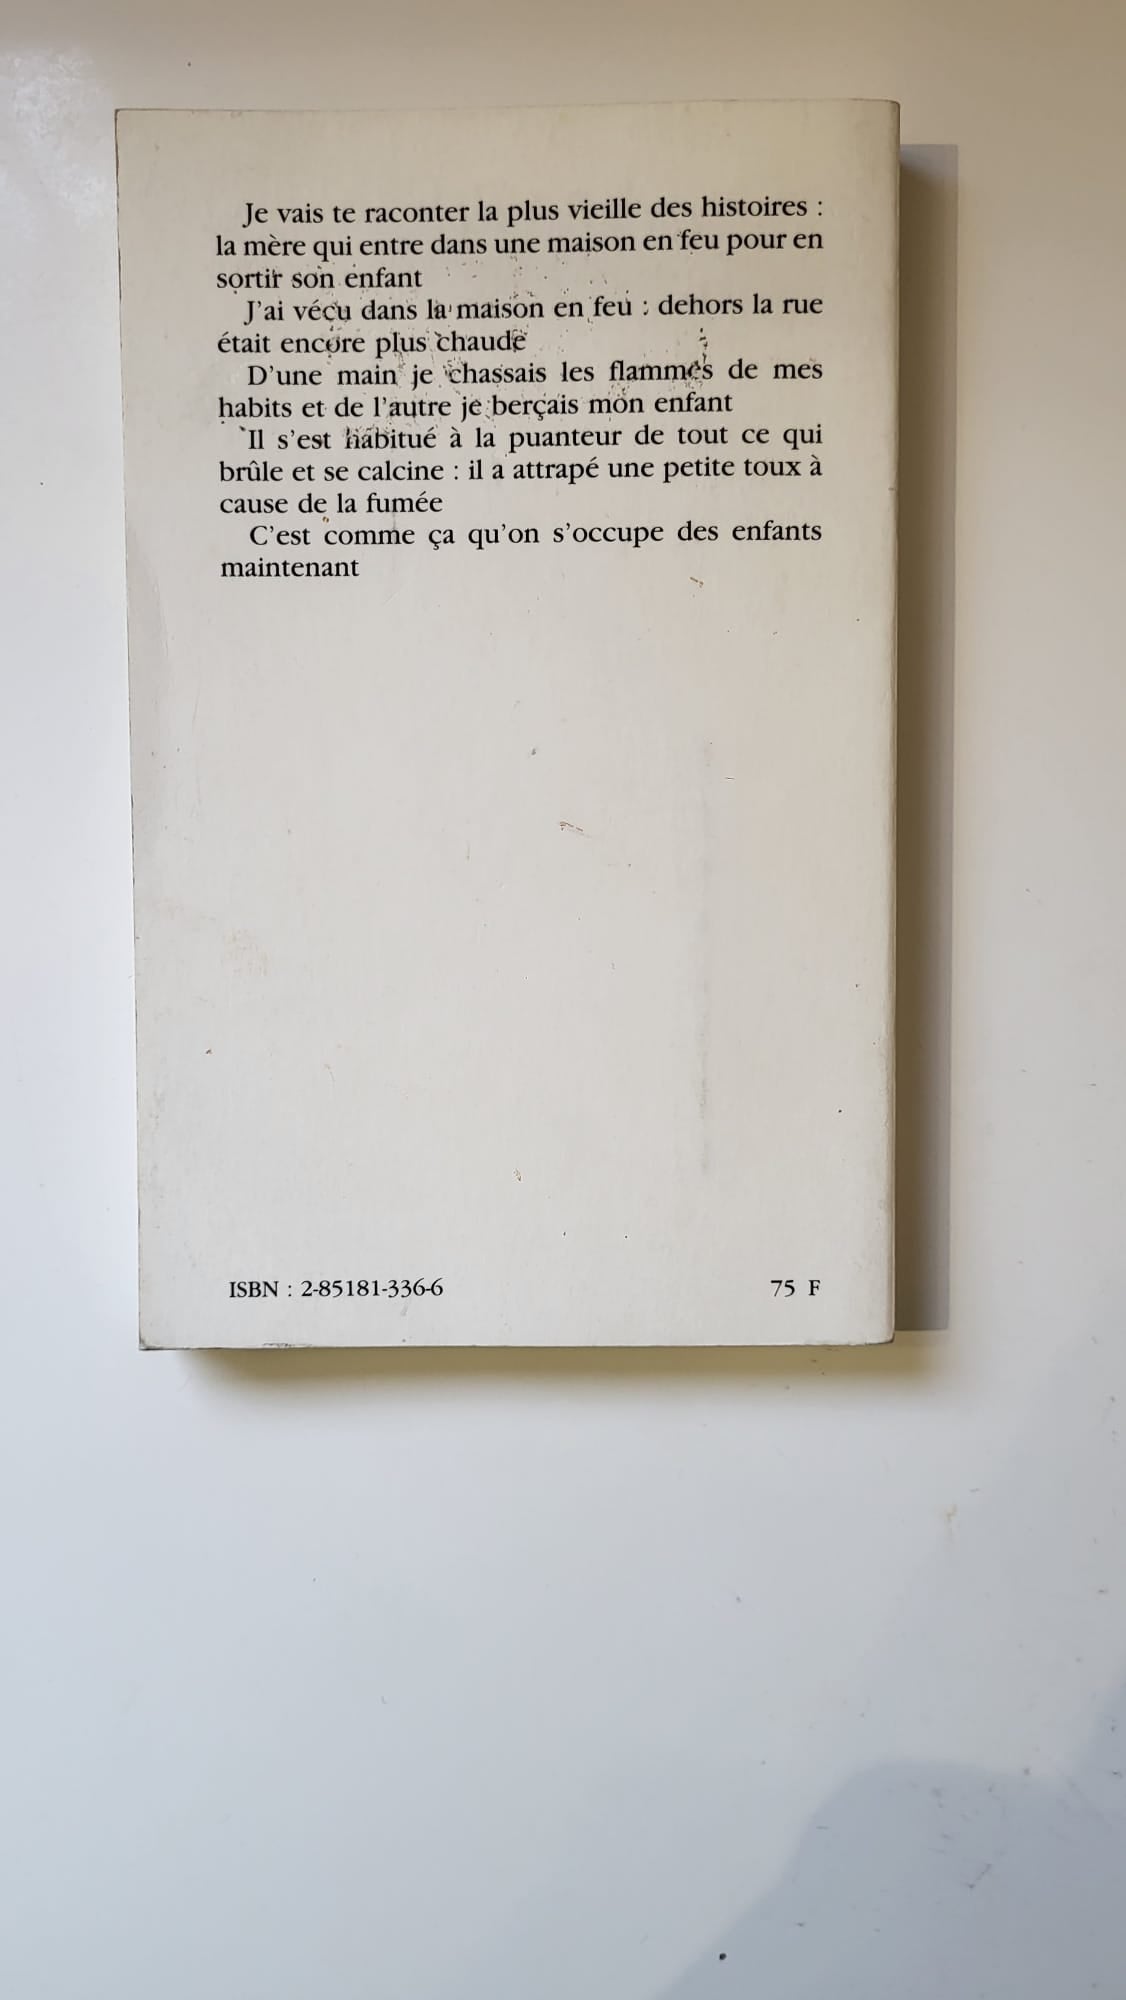 Je vais te raconter la plus vieille des histoires :
la mère qui entre dans une maison en feu pour en
sortir son enfant
J'ai vécu dans la maison en feu : dehors la rue
était encore plus chaude
D'une main je chassais les flammes de mes
habits et de l'autre je berçais mon enfant
Il s'est habitué à la puanteur de tout ce qui
brûle et se calcine : il a attrapé une petite toux à
cause de la fumée
C'est comme ça qu'on s'occupe des enfants
maintenant
ISBN : 2-85181-336-6 75 F